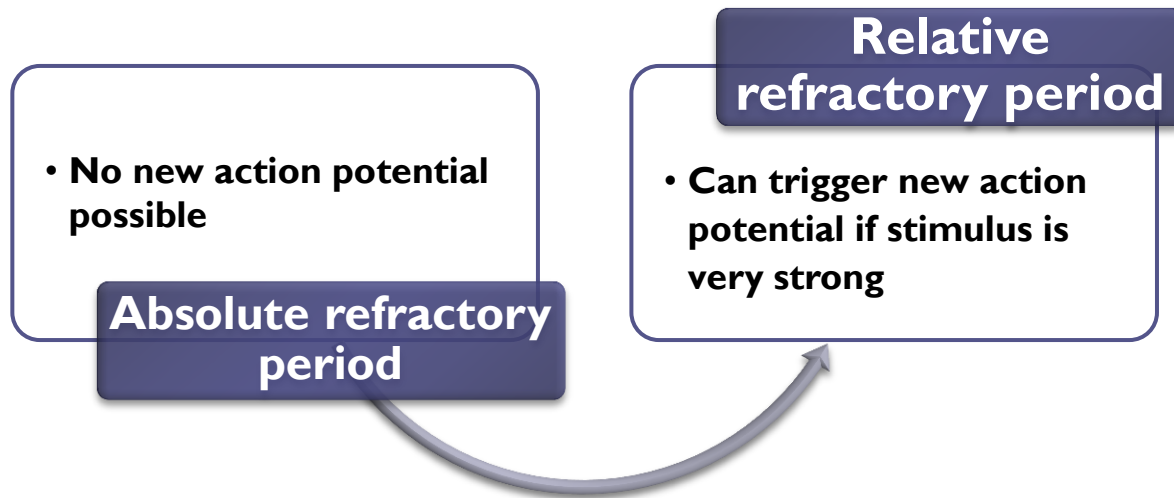 • No new action potential
possible
Absolute refractory
period
Relative
refractory period
• Can trigger new action
potential if stimulus is
very strong